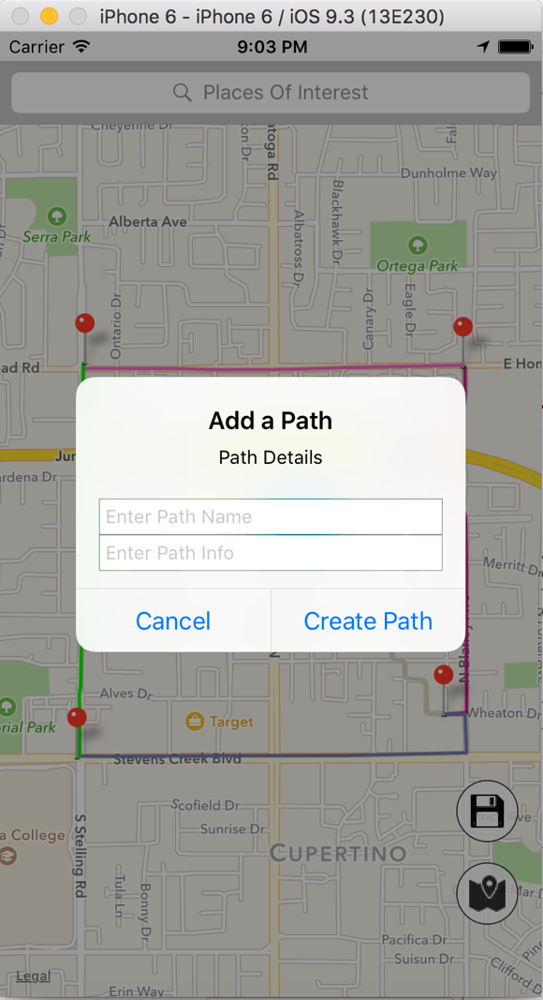 iPhone 6 - iPhone 6 / iOS 9.3 (13E230)
Carrier 9:03 PM
Places Of Interest
Cheyenne Dr
Dunholme Way
Blackhawk Dr
Alberta Ave
Albatross Dr
Serra Park
Ortega Park
Ontario Dr
Canary Dr
Eagle Dr
ad Rd
E Hom
Add a Path
Path Details
Jun
rdena Dr
Enter Path Name
Enter Path Info
Merritt Dr
Cancel Create Path
N Blaney
Alves Dr
Wheaton Dr
Target
rial Park
Stevens Creek Blvd
Scofield Dr
Sunrise Dr
a College
S Stelling Rd
CUPERTINO
Tula Ln
Bonny Dr
Pacifica Dr
Suisun Dr
Clifford Dr
Legal
Erin Way